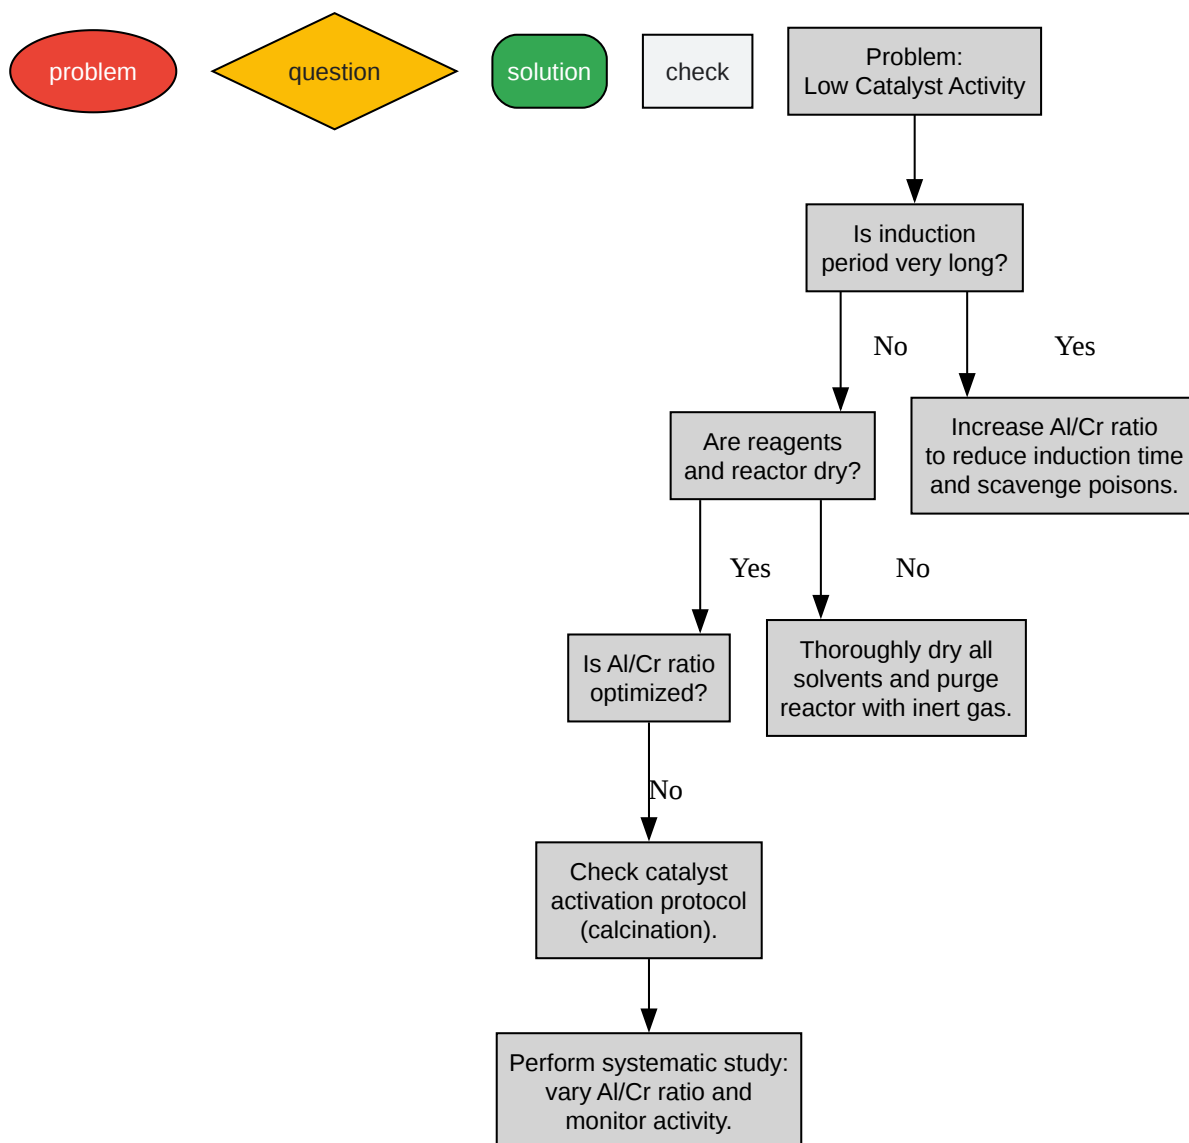 problem
question
solution
check
Problem:
Low Catalyst Activity
Is induction
period very long?
No
Yes
Are reagents
and reactor dry?
Increase Al/Cr ratio
to reduce induction time
and scavenge poisons.
Yes
No
Is Al/Cr ratio
optimized?
Thoroughly dry all
solvents and purge
reactor with inert gas.
No
Check catalyst
activation protocol
(calcination).
Perform systematic study:
vary Al/Cr ratio and
monitor activity.